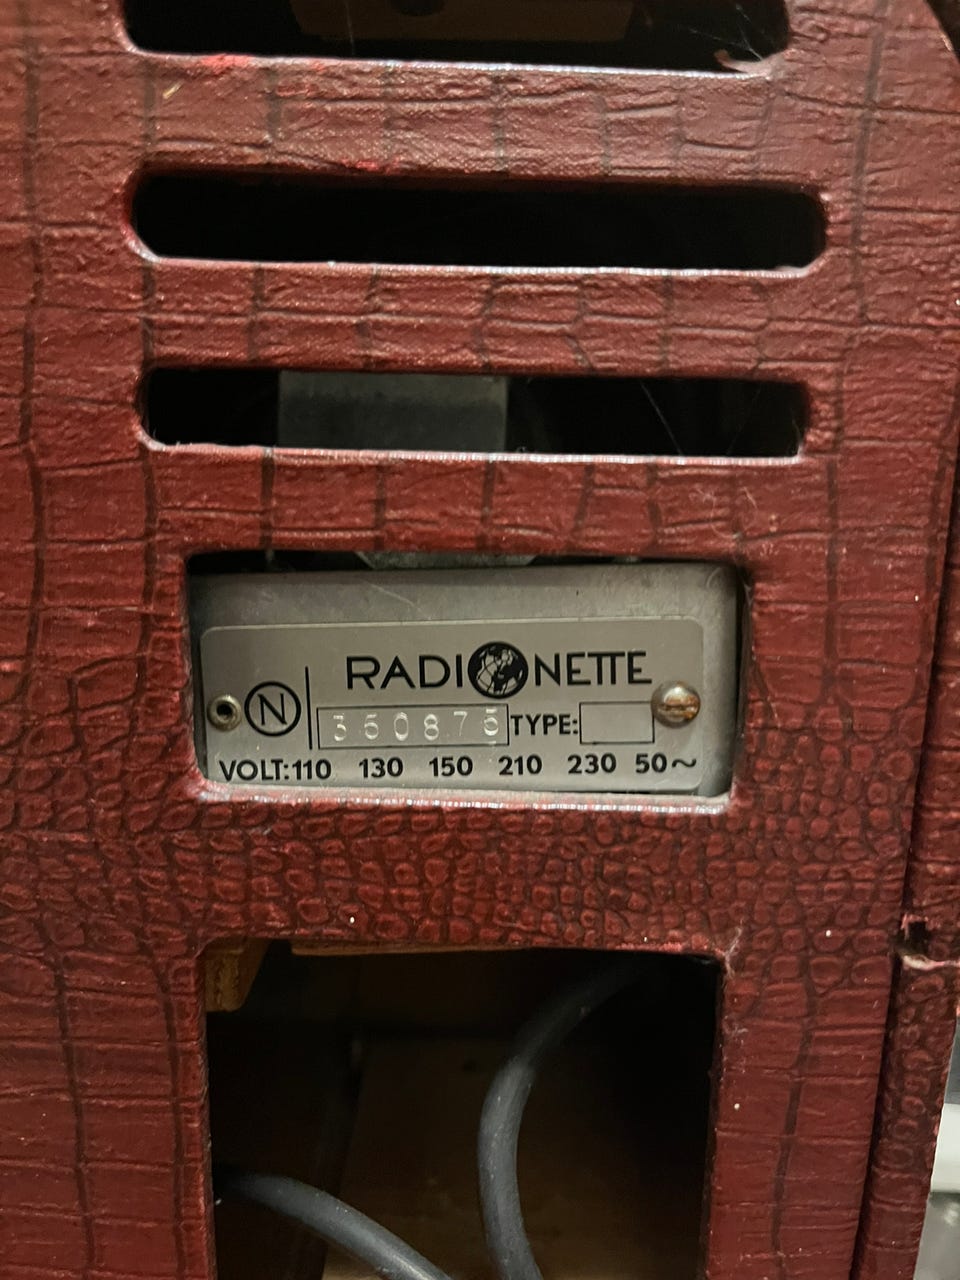 RADIONETTE
N 350875 TYPE:
VOLT: 110 130 150 210 230 50~